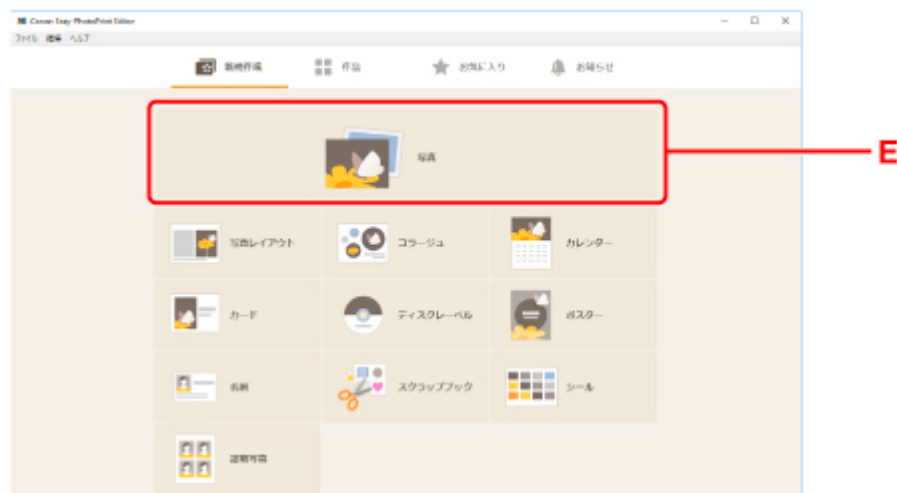 Canon Easy-PhotoPrint Editor
ファイル 編集 ヘルプ
新規作成 作品 お気に入り お知らせ
写真
E
写真レイアウト コラージュ カレンダー
カード ディスクレーベル ポスター
名刺 スクラップブック シール
証明写真